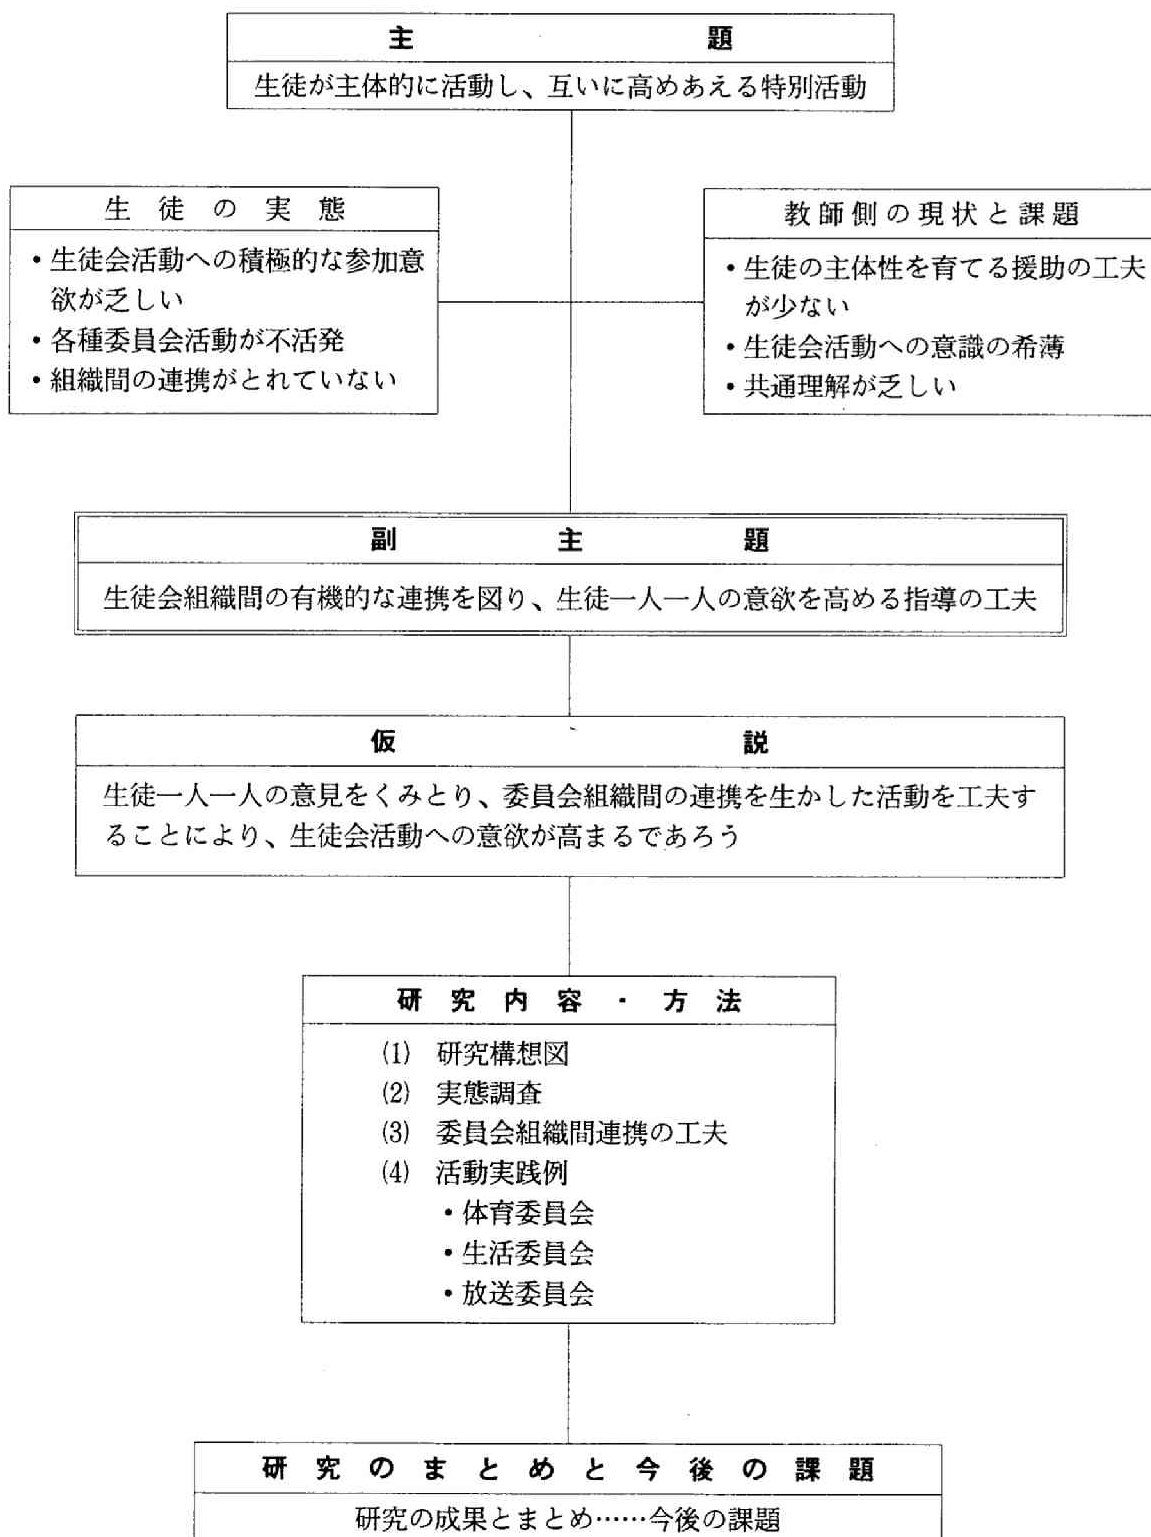 主題
生徒が主体的に活動し、互いに高めあえる特別活動
生徒の実態
・生徒会活動への積極的な参加意
欲が乏しい
・各種委員会活動が不活発
・組織間の連携がとれていない
教師側の現状と課題
・生徒の主体性を育てる援助の工夫
が少ない
・生徒会活動への意識の希薄
・共通理解が乏しい
副主題
生徒会組織間の有機的な連携を図り、生徒一人一人の意欲を高める指導の工夫
仮説
生徒一人一人の意見をくみとり、委員会組織間の連携を生かした活動を工夫す
ることにより、生徒会活動への意欲が高まるであろう
研究内容・方法
(1) 研究構想図
(2) 実態調査
(3) 委員会組織間連携の工夫
(4) 活動実践例
・体育委員会
・生活委員会
・放送委員会
研究のまとめと今後の課題
研究の成果とまとめ……今後の課題